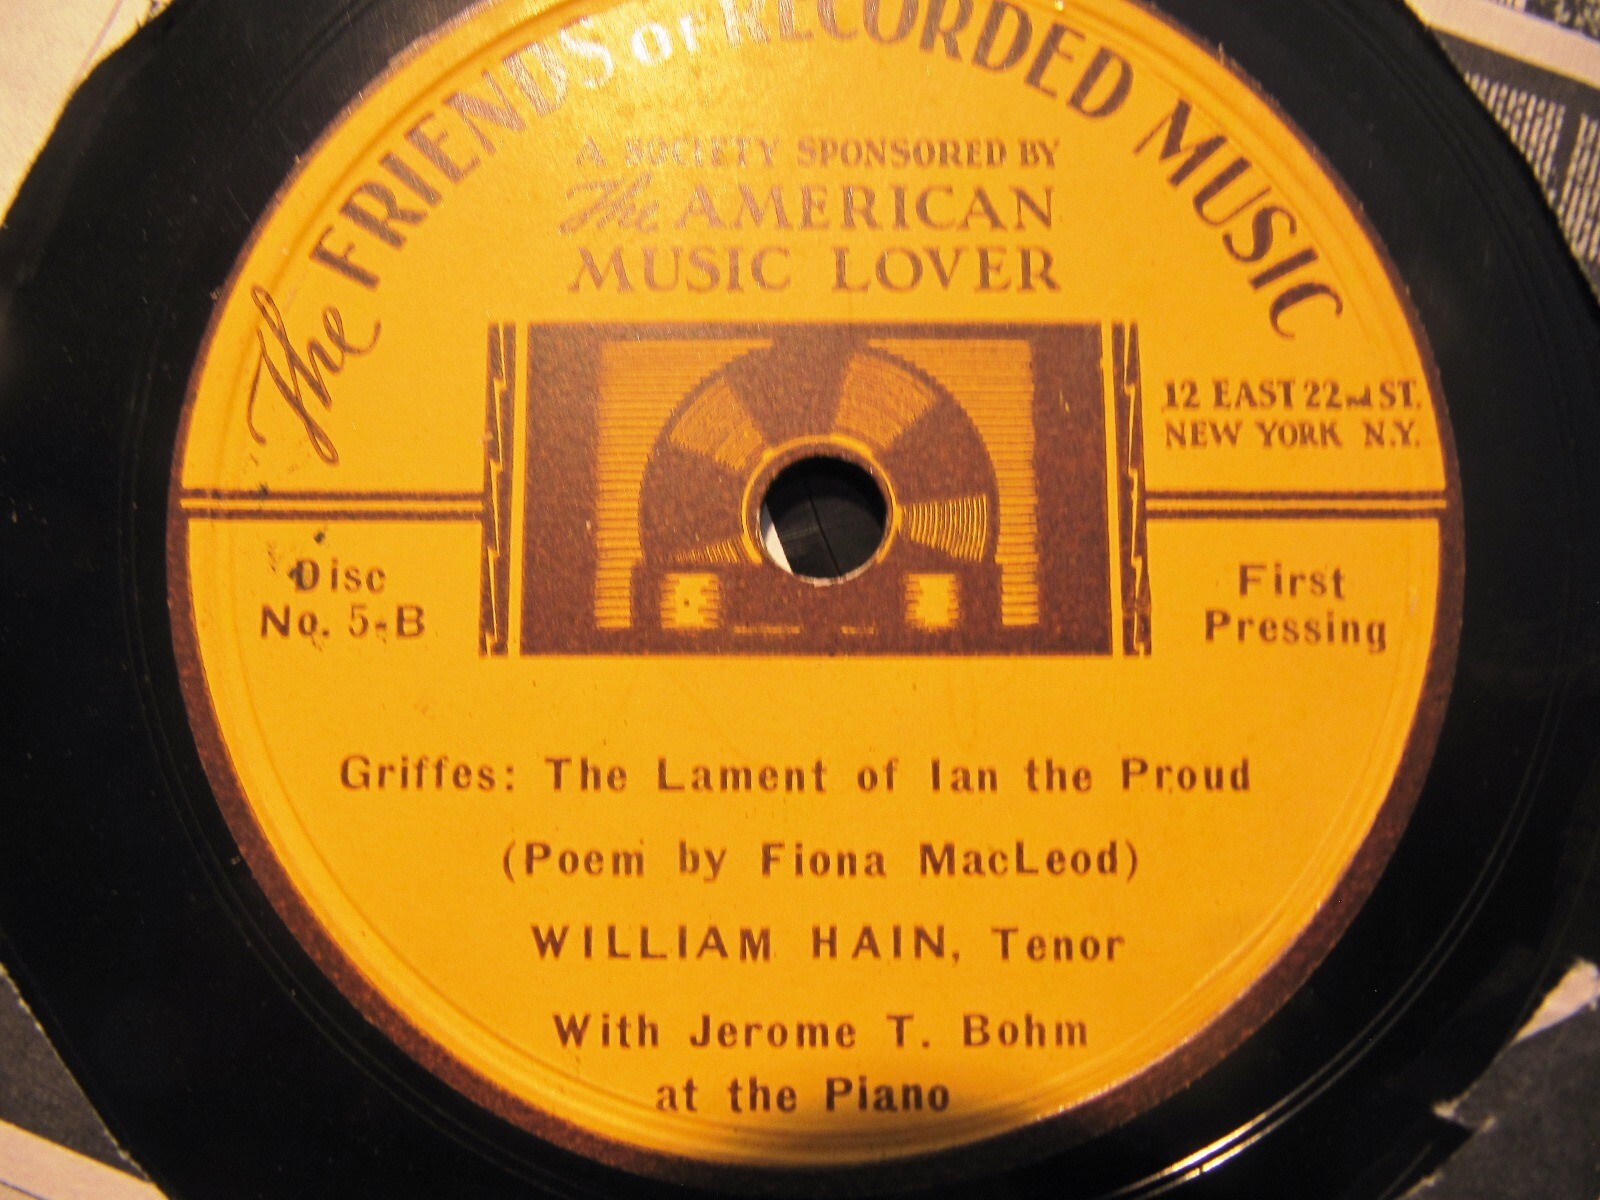 The FRIENDS OF RECORDED MUSIC
A SOCIETY SPONSORED BY
The AMERICAN
MUSIC LOVER
12 EAST 22nd ST.
NEW YORK N.Y.
Disc
No. 5-B
First
Pressing
Griffes: The Lament of Ian the Proud
(Poem by Fiona MacLeod)
WILLIAM HAIN, Tenor
With Jerome T. Bohm
at the Piano